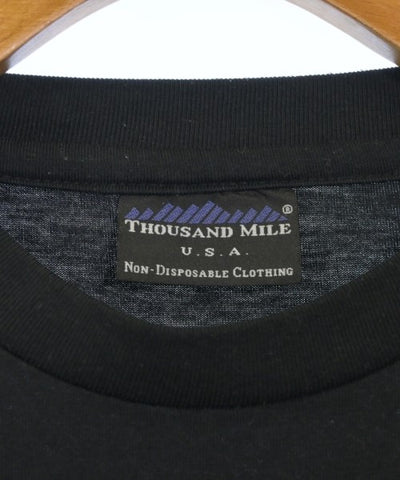 ®
THOUSAND MILE
U.S.A.
NON-DISPOSABLE CLOTHING